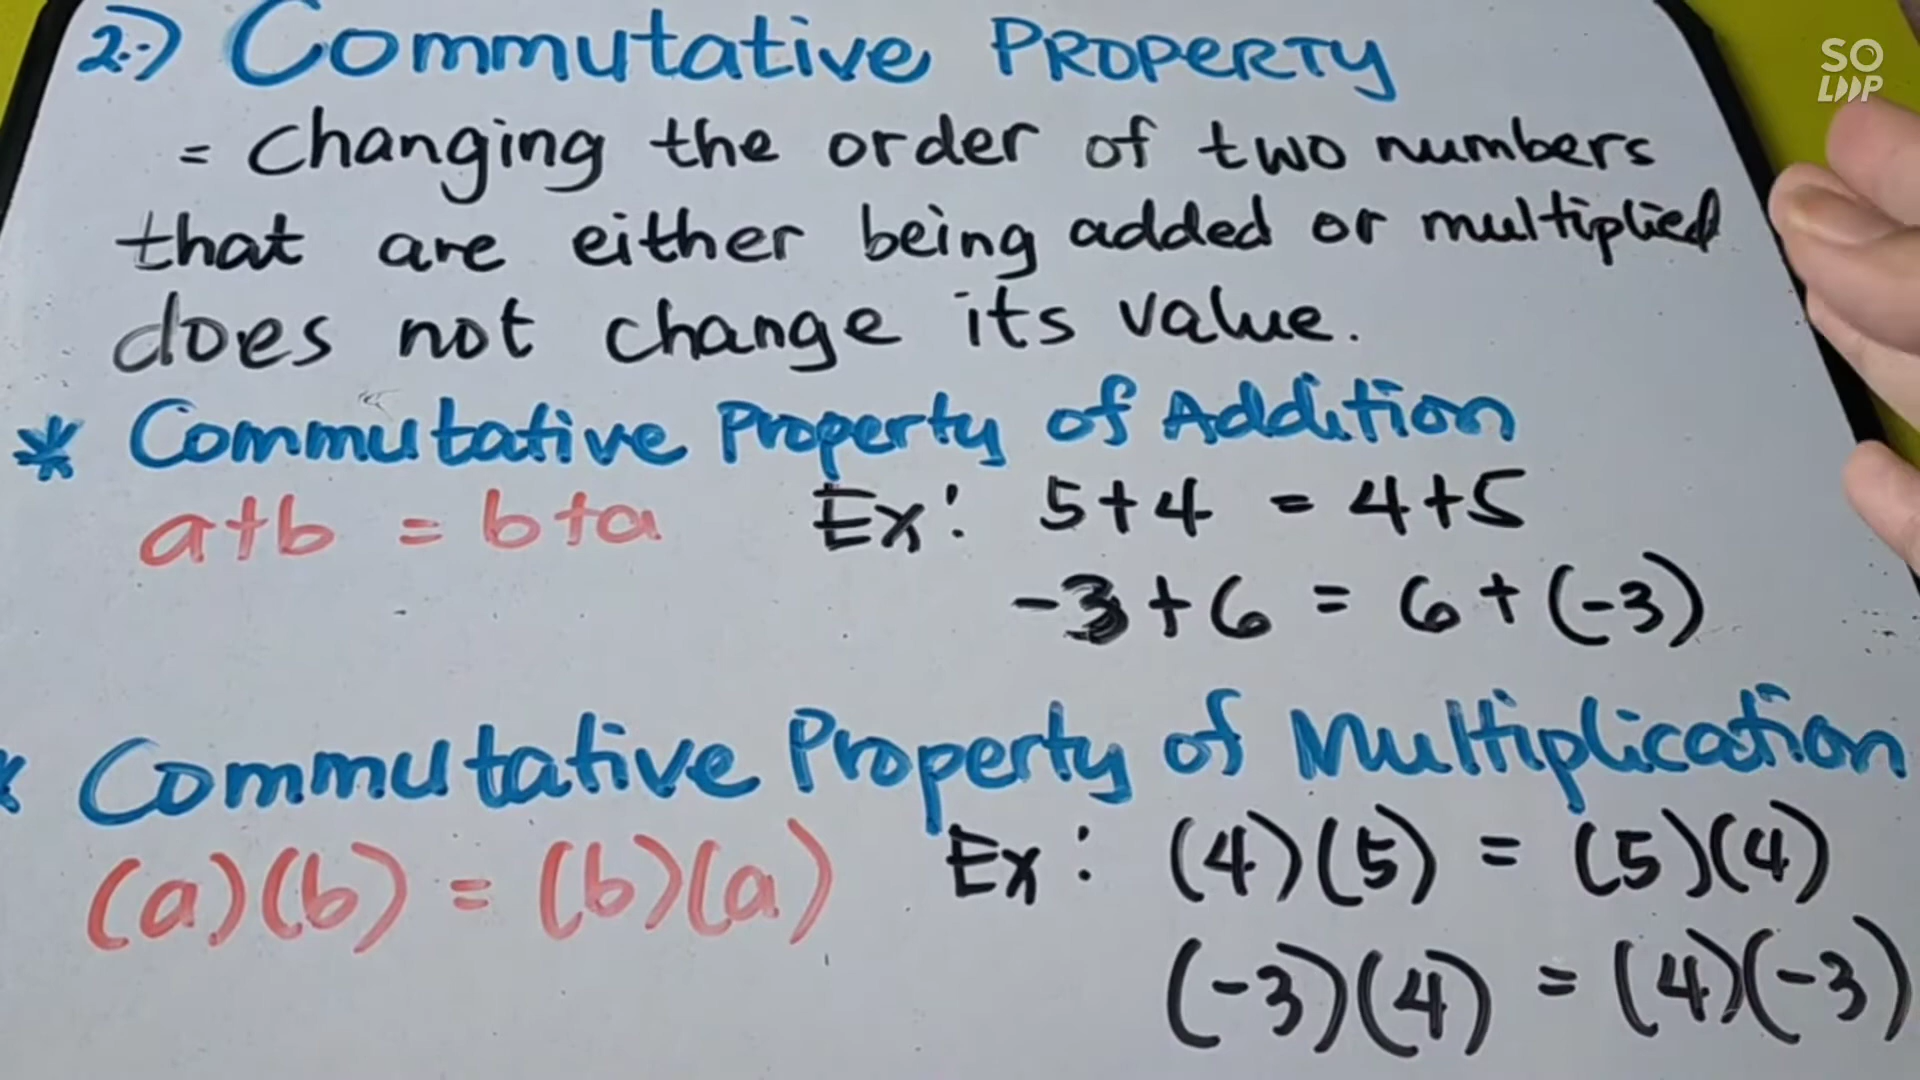 2.) Commutative PROPERTY
= changing the order of two numbers
that are either being added or multiplied
does not change its value.
* Commutative Property of Addition
a+b = b+a Ex: 5+4 = 4+5
-3+6 = 6+(-3)
* Commutative Property of Multiplication
(a)(b) = (b)(a) Ex: (4)(5) = (5)(4)
(-3)(4) = (4)(-3)
SO
LOOP